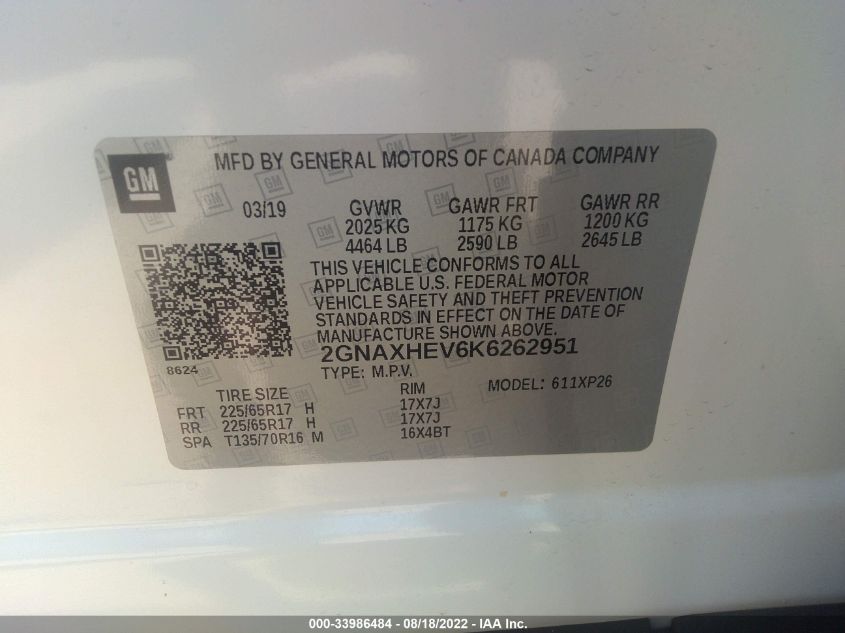 GM
MFD BY GENERAL MOTORS OF CANADA COMPANY
03/19 GVWR GAWR FRT GAWR RR
2025 KG 1175 KG 1200 KG
4464 LB 2590 LB 2645 LB
THIS VEHICLE CONFORMS TO ALL
APPLICABLE U.S. FEDERAL MOTOR
VEHICLE SAFETY AND THEFT PREVENTION
STANDARDS IN EFFECT ON THE DATE OF
MANUFACTURE SHOWN ABOVE.
2GNAXHEV6K6262951
8624
TYPE: M.P.V. MODEL: 611XP26
TIRE SIZE RIM
FRT 225/65R17 H 17X7J
RR 225/65R17 H 17X7J
SPA T135/70R16 M 16X4BT
000-33986484 - 08/18/2022 - IAA Inc.